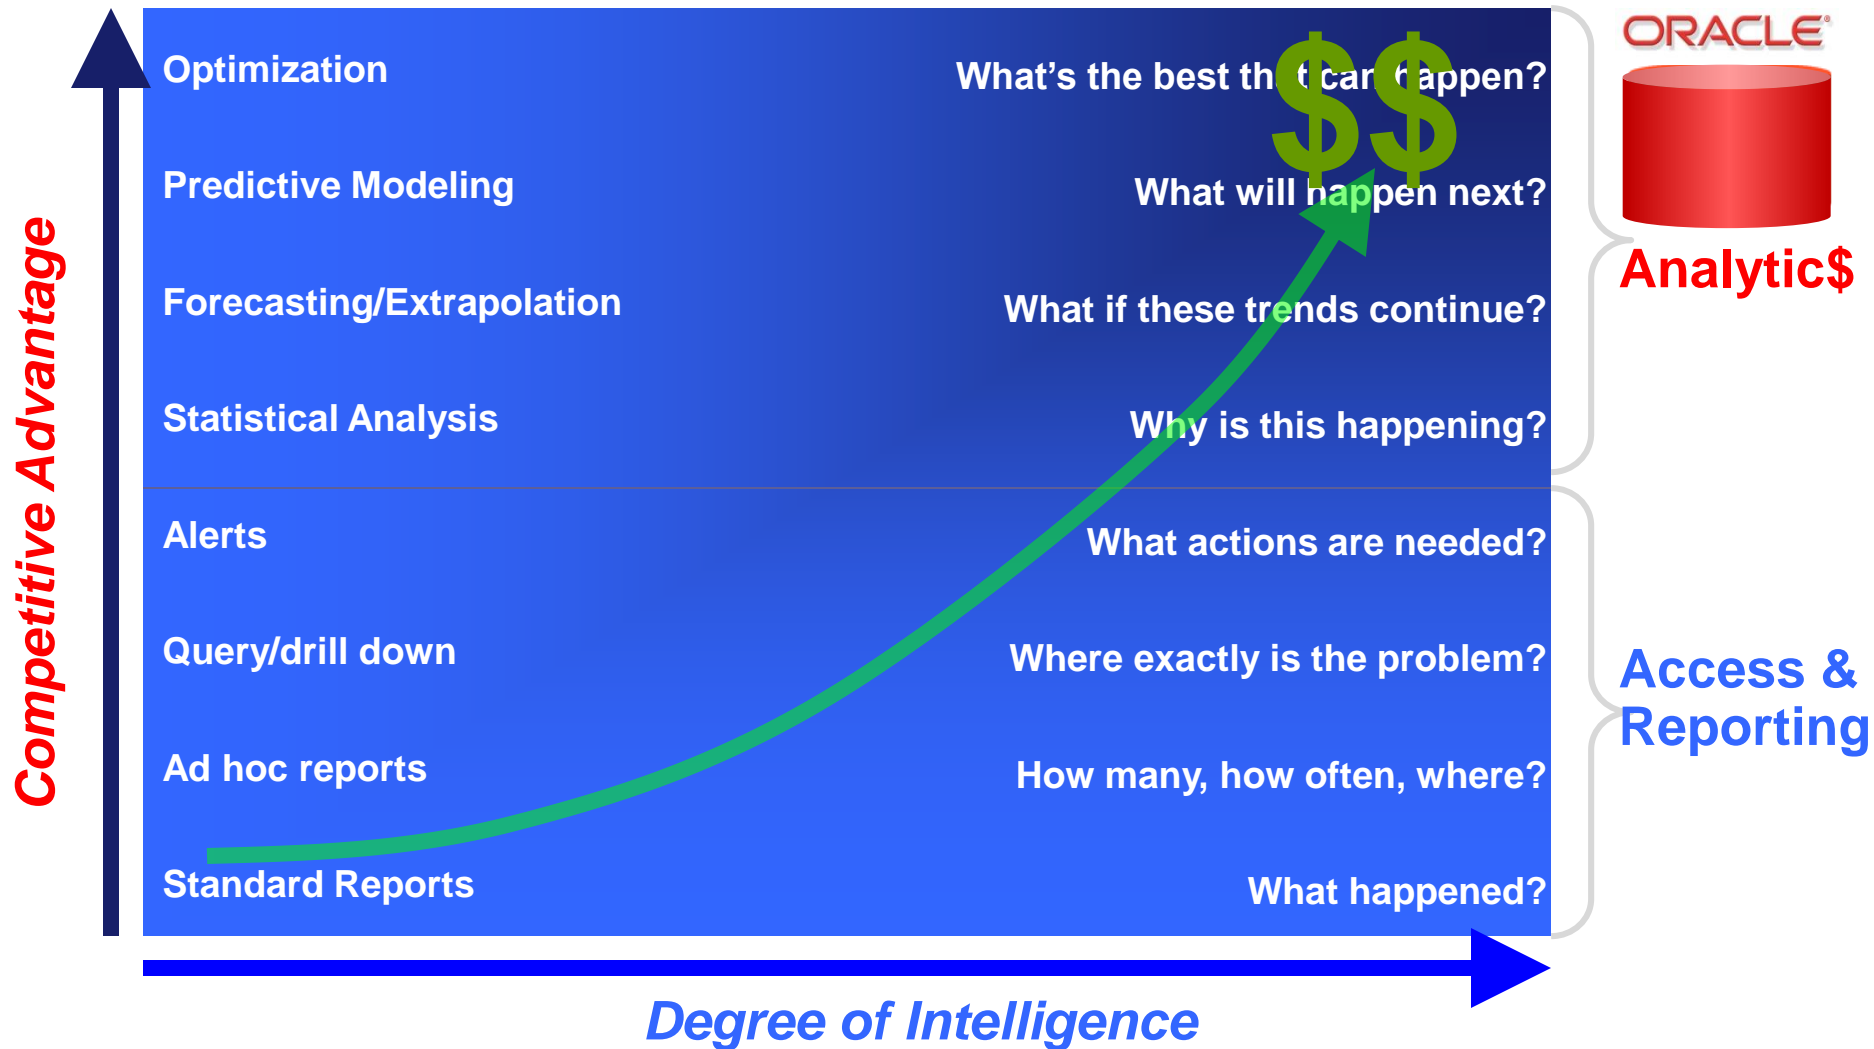 ORACLE®
Optimization
What's the best that can happen?
$$
Predictive Modeling
What will happen next?
Analytic$
Forecasting/Extrapolation
What if these trends continue?
Statistical Analysis
Why is this happening?
Competitive Advantage
Alerts
What actions are needed?
Query/drill down
Where exactly is the problem?
Access &
Reporting
Ad hoc reports
How many, how often, where?
Standard Reports
What happened?
Degree of Intelligence